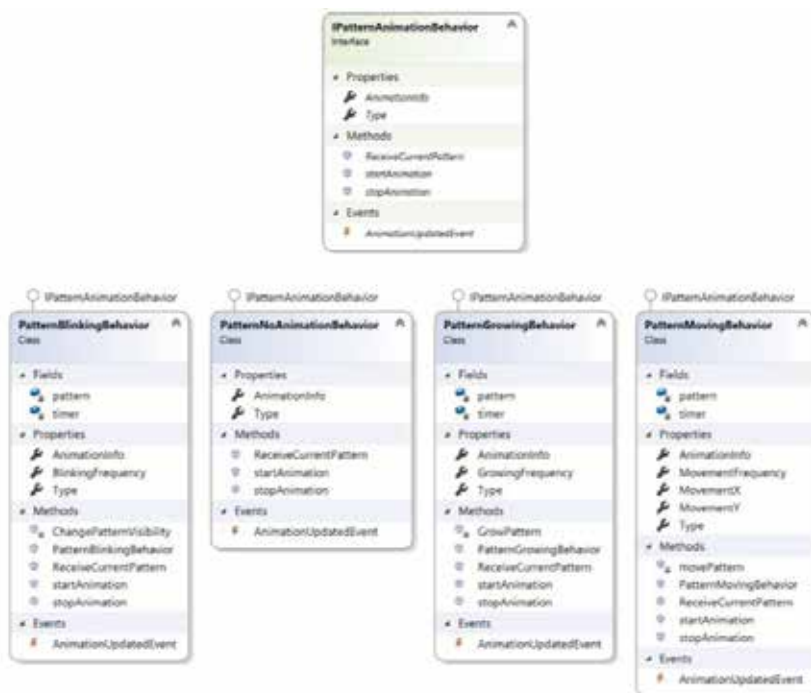 IPatternAnimationBehavior
Interface
Properties
AnimationInfo
Type
Methods
ReceiveCurrentPattern
startAnimation
stopAnimation
Events
AnimationUpdatedEvent
IPatternAnimationBehavior
PatternBlinkingBehavior
Class
Fields
pattern
timer
Properties
AnimationInfo
BlinkingFrequency
Type
Methods
ChangePatternVisibility
PatternBlinkingBehavior
ReceiveCurrentPattern
startAnimation
stopAnimation
Events
AnimationUpdatedEvent
IPatternAnimationBehavior
PatternNoAnimationBehavior
Class
Properties
AnimationInfo
Type
Methods
ReceiveCurrentPattern
startAnimation
stopAnimation
Events
AnimationUpdatedEvent
IPatternAnimationBehavior
PatternGrowingBehavior
Class
Fields
pattern
timer
Properties
AnimationInfo
GrowingFrequency
Type
Methods
GrowPattern
PatternGrowingBehavior
ReceiveCurrentPattern
startAnimation
stopAnimation
Events
AnimationUpdatedEvent
IPatternAnimationBehavior
PatternMovingBehavior
Class
Fields
pattern
timer
Properties
AnimationInfo
MovementFrequency
MovementX
MovementY
Type
Methods
movePattern
PatternMovingBehavior
ReceiveCurrentPattern
startAnimation
stopAnimation
Events
AnimationUpdatedEvent